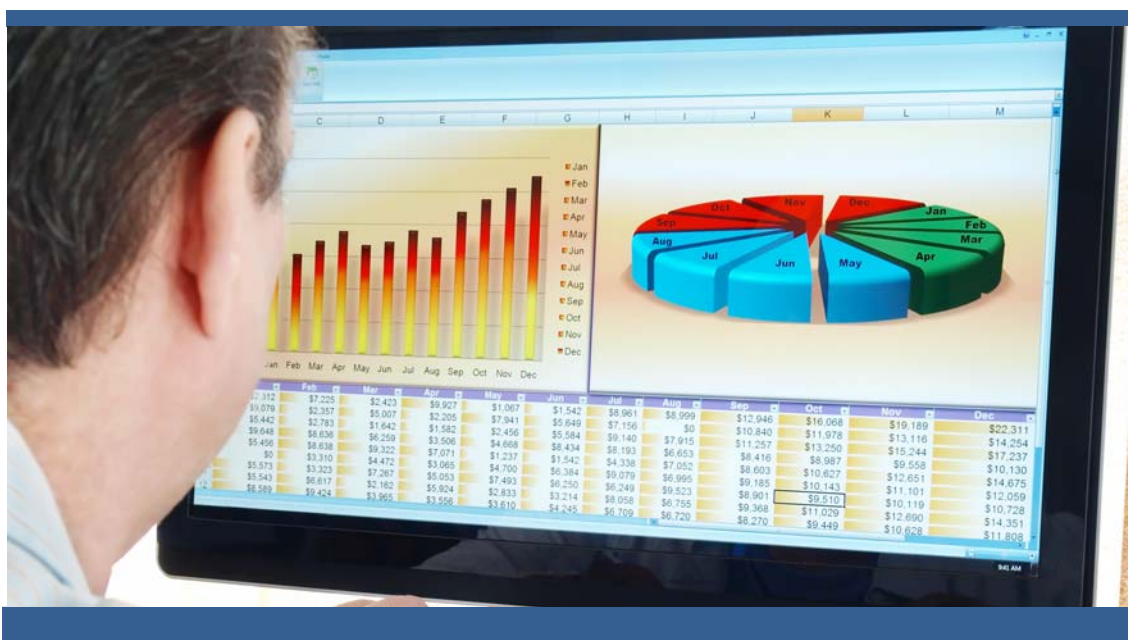 C D E F G H I J K L M
Jan
Feb
Mar
Apr
May
Jun
Jul
Aug
Sep
Oct
Nov
Dec
Jan Feb Mar Apr May Jun Jul Aug Sep Oct Nov Dec
Oct Nov Dec Jan
Sep Feb
Aug Mar
Jul Jun May Apr
Feb Mar Apr May Jun Jul Aug Sep Oct Nov Dec
$7,225 $2,423 $9,927 $1,067 $1,542 $8,961 $8,999 $12,946 $16,068 $19,189 $22,311
$9,079 $2,357 $5,007 $2,205 $7,941 $5,649 $7,156 $0 $10,840 $11,978 $13,116 $14,254
$5,442 $2,783 $1,642 $1,582 $2,456 $5,584 $9,140 $7,915 $11,257 $13,250 $15,244 $17,237
$9,648 $8,636 $6,259 $3,506 $4,668 $8,434 $8,193 $6,653 $8,416 $8,987 $9,558 $10,130
$5,456 $8,638 $9,322 $7,071 $1,237 $1,542 $4,338 $7,052 $8,603 $10,627 $12,651 $14,675
$0 $3,310 $4,472 $3,065 $4,700 $6,384 $9,079 $6,995 $9,185 $10,143 $11,101 $12,059
$5,573 $3,323 $7,267 $5,053 $7,493 $6,250 $6,249 $9,523 $8,901 $9,510 $10,119 $10,728
$5,543 $6,617 $2,162 $5,924 $2,833 $3,214 $8,058 $6,755 $9,368 $11,029 $12,690 $14,351
$8,589 $9,424 $3,965 $3,556 $3,610 $4,245 $6,709 $6,720 $8,270 $9,449 $10,628 $11,808
9:41 AM